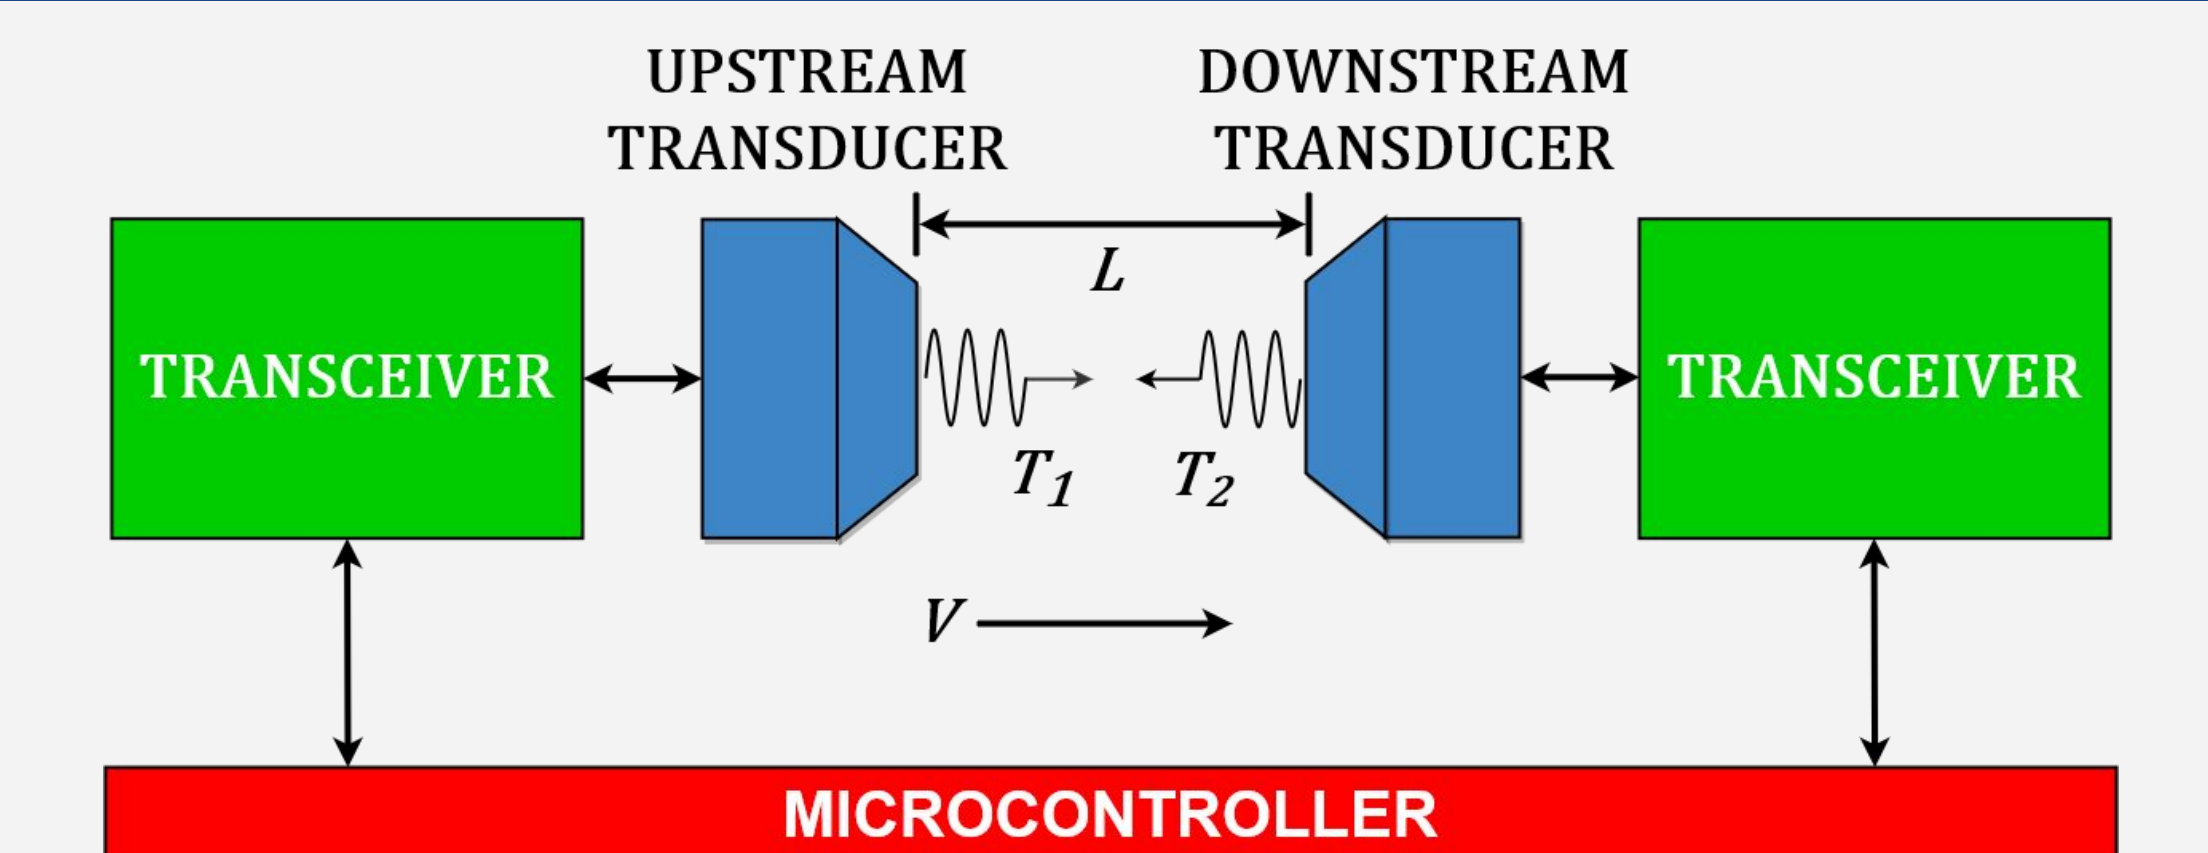 UPSTREAM
TRANSDUCER
DOWNSTREAM
TRANSDUCER
L
TRANSCEIVER
TRANSCEIVER
T1
T2
V
MICROCONTROLLER